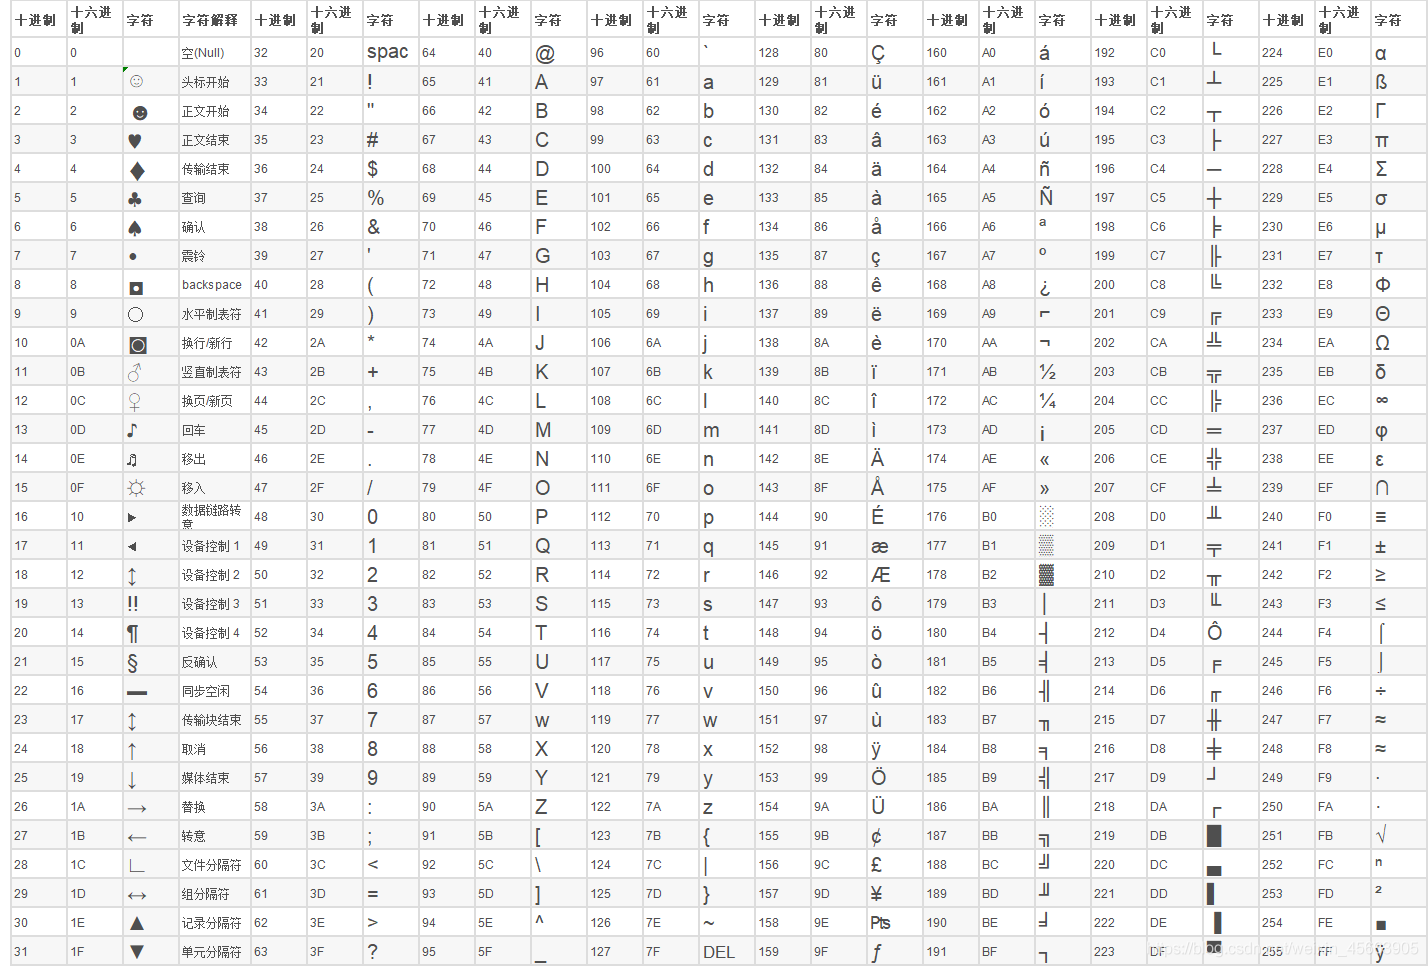 十进制 十六进制 字符 字符解释 十进制 十六进制 字符 十进制 十六进制 字符 十进制 十六进制 字符 十进制 十六进制 字符 十进制 十六进制 字符 十进制 十六进制 字符 十进制 十六进制 字符
0 0 空(Null) 32 20 spac 64 40 @ 96 60 ` 128 80 Ç 160 A0 á 192 C0 └ 224 E0 α
1 1 ☺ 头标开始 33 21 ! 65 41 A 97 61 a 129 81 ü 161 A1 í 193 C1 ┴ 225 E1 ß
2 2 ☻ 正文开始 34 22 " 66 42 B 98 62 b 130 82 é 162 A2 ó 194 C2 ┬ 226 E2 Γ
3 3 ♥ 正文结束 35 23 # 67 43 C 99 63 c 131 83 â 163 A3 ú 195 C3 ├ 227 E3 π
4 4 ♦ 传输结束 36 24 $ 68 44 D 100 64 d 132 84 ä 164 A4 ñ 196 C4 ─ 228 E4 Σ
5 5 ♣ 查询 37 25 % 69 45 E 101 65 e 133 85 à 165 A5 Ñ 197 C5 ┼ 229 E5 σ
6 6 ♠ 确认 38 26 & 70 46 F 102 66 f 134 86 å 166 A6 ª 198 C6 ╞ 230 E6 µ
7 7 • 震铃 39 27 ' 71 47 G 103 67 g 135 87 ç 167 A7 º 199 C7 ╟ 231 E7 τ
8 8 ◘ backspace 40 28 ( 72 48 H 104 68 h 136 88 ê 168 A8 ¿ 200 C8 ╚ 232 E8 Φ
9 9 ○ 水平制表符 41 29 ) 73 49 I 105 69 i 137 89 ë 169 A9 ⌐ 201 C9 ╔ 233 E9 Θ
10 0A ◙ 换行/新行 42 2A * 74 4A J 106 6A j 138 8A è 170 AA ¬ 202 CA ╩ 234 EA Ω
11 0B ♂ 竖直制表符 43 2B + 75 4B K 107 6B k 139 8B ï 171 AB ½ 203 CB ╦ 235 EB δ
12 0C ♀ 换页/新页 44 2C , 76 4C L 108 6C l 140 8C î 172 AC ¼ 204 CC ╠ 236 EC ∞
13 0D ♪ 回车 45 2D - 77 4D M 109 6D m 141 8D ì 173 AD ¡ 205 CD ═ 237 ED φ
14 0E ♫ 移出 46 2E . 78 4E N 110 6E n 142 8E Ä 174 AE « 206 CE ╬ 238 EE ε
15 0F ☼ 移入 47 2F / 79 4F O 111 6F o 143 8F Å 175 AF » 207 CF ╧ 239 EF ∩
16 10 ► 数据链路转意 48 30 0 80 50 P 112 70 p 144 90 É 176 B0 ░ 208 D0 ╨ 240 F0 ≡
17 11 ◄ 设备控制 1 49 31 1 81 51 Q 113 71 q 145 91 æ 177 B1 ▒ 209 D1 ╤ 241 F1 ±
18 12 ↕ 设备控制 2 50 32 2 82 52 R 114 72 r 146 92 Æ 178 B2 ▓ 210 D2 ╥ 242 F2 ≥
19 13 ‼ 设备控制 3 51 33 3 83 53 S 115 73 s 147 93 ô 179 B3 │ 211 D3 ╙ 243 F3 ≤
20 14 ¶ 设备控制 4 52 34 4 84 54 T 116 74 t 148 94 ö 180 B4 ┤ 212 D4 Ô 244 F4 ⌠
21 15 § 反确认 53 35 5 85 55 U 117 75 u 149 95 ò 181 B5 ╡ 213 D5 ╒ 245 F5 ⌡
22 16 ▬ 同步空闲 54 36 6 86 56 V 118 76 v 150 96 û 182 B6 ╢ 214 D6 ╓ 246 F6 ÷
23 17 ↕ 传输块结束 55 37 7 87 57 w 119 77 w 151 97 ù 183 B7 ╖ 215 D7 ╫ 247 F7 ≈
24 18 ↑ 取消 56 38 8 88 58 X 120 78 x 152 98 ÿ 184 B8 ╕ 216 D8 ╪ 248 F8 ≈
25 19 ↓ 媒体结束 57 39 9 89 59 Y 121 79 y 153 99 Ö 185 B9 ╣ 217 D9 ┘ 249 F9 ·
26 1A → 替换 58 3A : 90 5A Z 122 7A z 154 9A Ü 186 BA ║ 218 DA ┌ 250 FA ·
27 1B ← 转意 59 3B ; 91 5B [ 123 7B { 155 9B ¢ 187 BB ╗ 219 DB █ 251 FB √
28 1C ∟ 文件分隔符 60 3C < 92 5C \ 124 7C | 156 9C £ 188 BC ╝ 220 DC ▄ 252 FC ⁿ
29 1D ↔ 组分隔符 61 3D = 93 5D ] 125 7D } 157 9D ¥ 189 BD ╜ 221 DD ▌ 253 FD ²
30 1E ▲ 记录分隔符 62 3E > 94 5E ^ 126 7E ~ 158 9E ₧ 190 BE ╛ 222 DE ▐ 254 FE ■
31 1F ▼ 单元分隔符 63 3F ? 95 5F _ 127 7F DEL 159 9F ƒ 191 BF ┐ 223 DF ▀ 255 FF ÿ